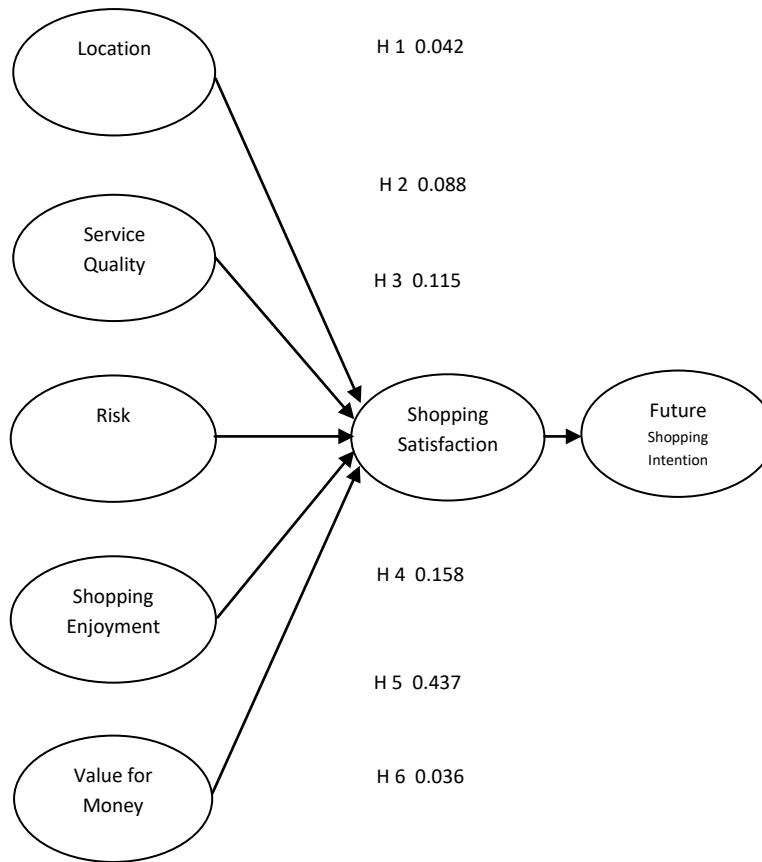 Location
H 1 0.042
H 2 0.088
Service
Quality
H 3 0.115
Risk
Shopping
Satisfaction
Future
Shopping
Intention
H 4 0.158
Shopping
Enjoyment
H 5 0.437
Value for
Money
H 6 0.036